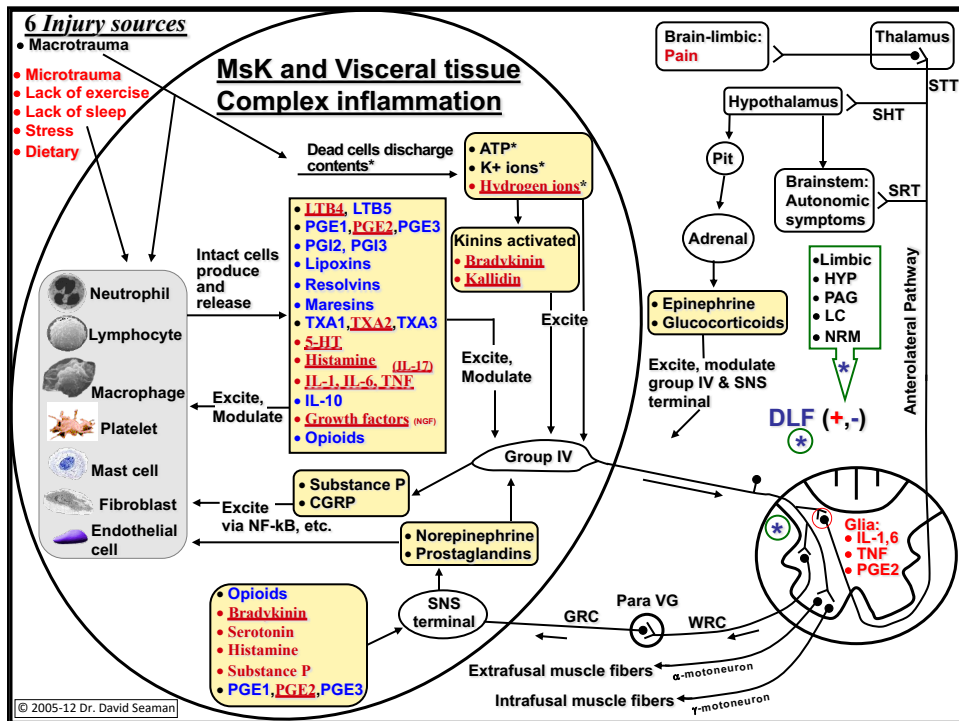 6 Injury sources
• Macrotrauma
• Microtrauma
• Lack of exercise
• Lack of sleep
• Stress
• Dietary
MsK and Visceral tissue
Complex inflammation
Dead cells discharge
contents*
• ATP*
• K+ ions*
• Hydrogen ions*
Kinins activated
• Bradykinin
• Kallidin
Excite
Intact cells
produce
and
release
• LTB4, LTB5
• PGE1,PGE2,PGE3
• PGI2, PGI3
• Lipoxins
• Resolvins
• Maresins
• TXA1,TXA2,TXA3
• 5-HT
• Histamine (IL-17)
• IL-1, IL-6, TNF
• IL-10
• Growth factors (NGF)
• Opioids
Excite,
Modulate
Excite,
Modulate
Neutrophil
Lymphocyte
Macrophage
Platelet
Mast cell
Fibroblast
Endothelial
cell
Group IV
• Substance P
• CGRP
Excite
via NF-kB, etc.
• Norepinephrine
• Prostaglandins
SNS
terminal
• Opioids
• Bradykinin
• Serotonin
• Histamine
• Substance P
• PGE1,PGE2,PGE3
© 2005-12 Dr. David Seaman
Brain-limbic:
Pain
Thalamus
STT
Hypothalamus
SHT
Pit
Brainstem:
Autonomic
symptoms
SRT
Adrenal
• Epinephrine
• Glucocorticoids
Excite, modulate
group IV & SNS
terminal
•Limbic
• HYP
• PAG
• LC
• NRM
*
DLF (+,-)
*
Anterolateral Pathway
*
Glia:
• IL-1,6
• TNF
• PGE2
Para VG
GRC
WRC
Extrafusal muscle fibers
α-motoneuron
Intrafusal muscle fibers
γ-motoneuron